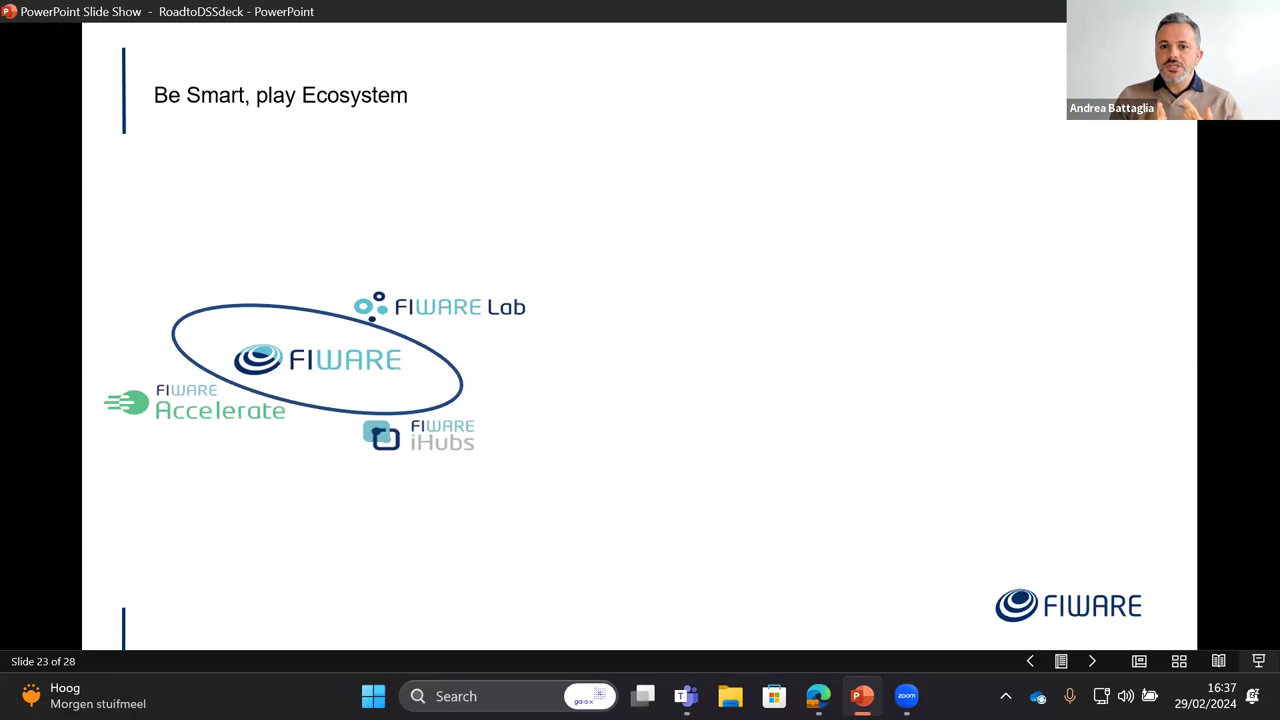 PowerPoint Slide Show - RoadtoDSSdeck - PowerPoint
Andrea Battaglia
Be Smart, play Ecosystem
FIWARE Lab
FIWARE
FIWARE
Accelerate
FIWARE
iHubs
FIWARE
Slide 23 of 28
Hoog
Morgen stuifmeel
Search
zoom
16:37
29/02/2024